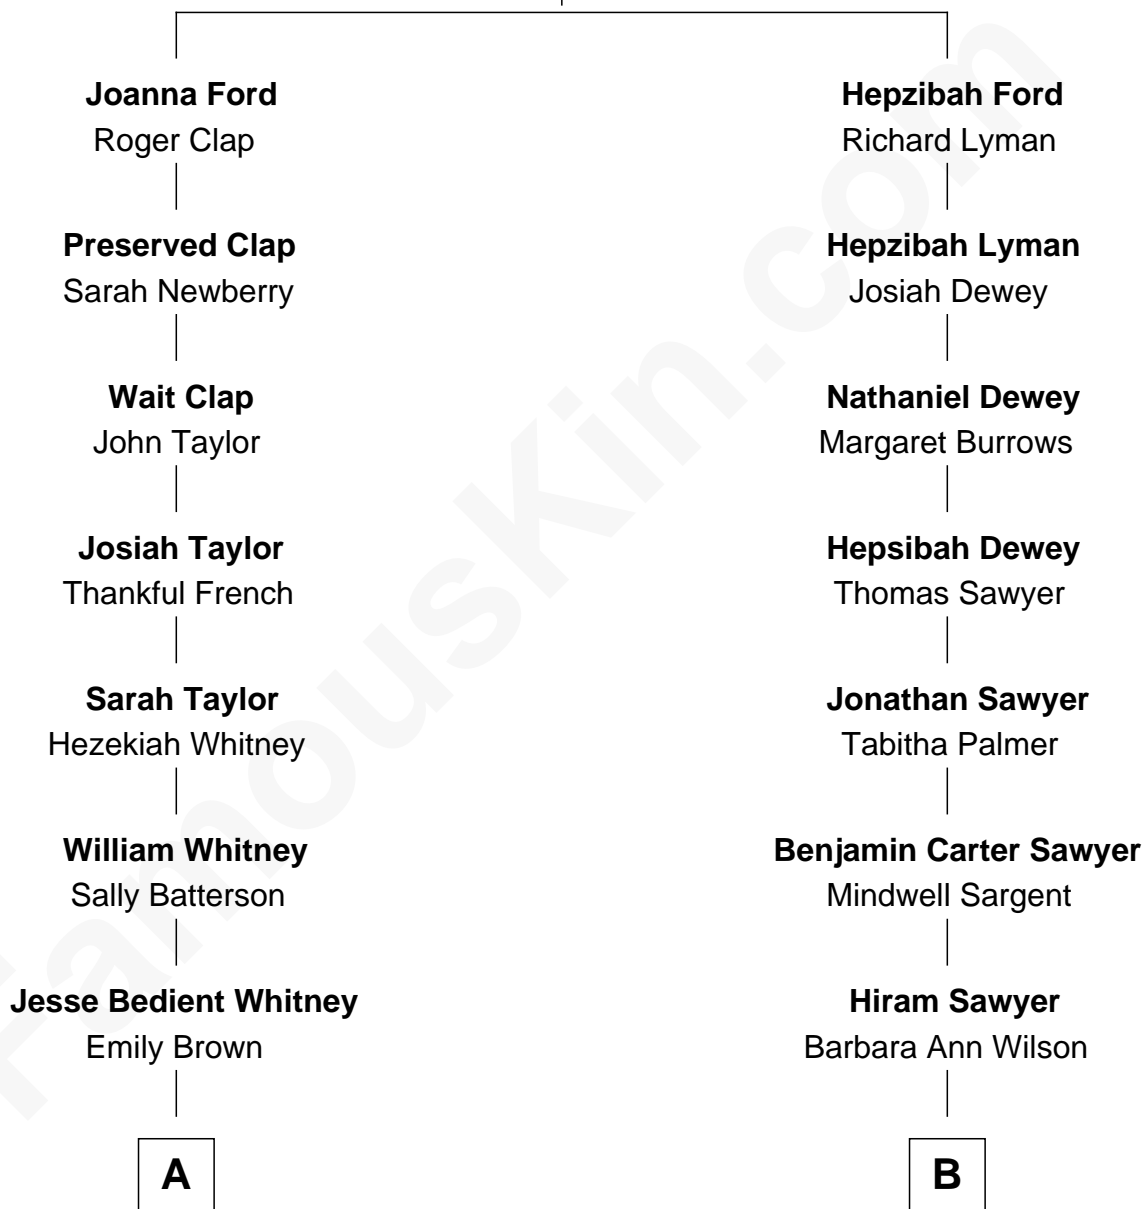 Joanna Ford
Roger Clap
Hepzibah Ford
Richard Lyman
Preserved Clap
Sarah Newberry
Hepzibah Lyman
Josiah Dewey
Wait Clap
John Taylor
Nathaniel Dewey
Margaret Burrows
Josiah Taylor
Thankful French
Hepsibah Dewey
Thomas Sawyer
Sarah Taylor
Hezekiah Whitney
Jonathan Sawyer
Tabitha Palmer
William Whitney
Sally Batterson
Benjamin Carter Sawyer
Mindwell Sargent
Jesse Bedient Whitney
Emily Brown
Hiram Sawyer
Barbara Ann Wilson
A
B
FamousKin.com